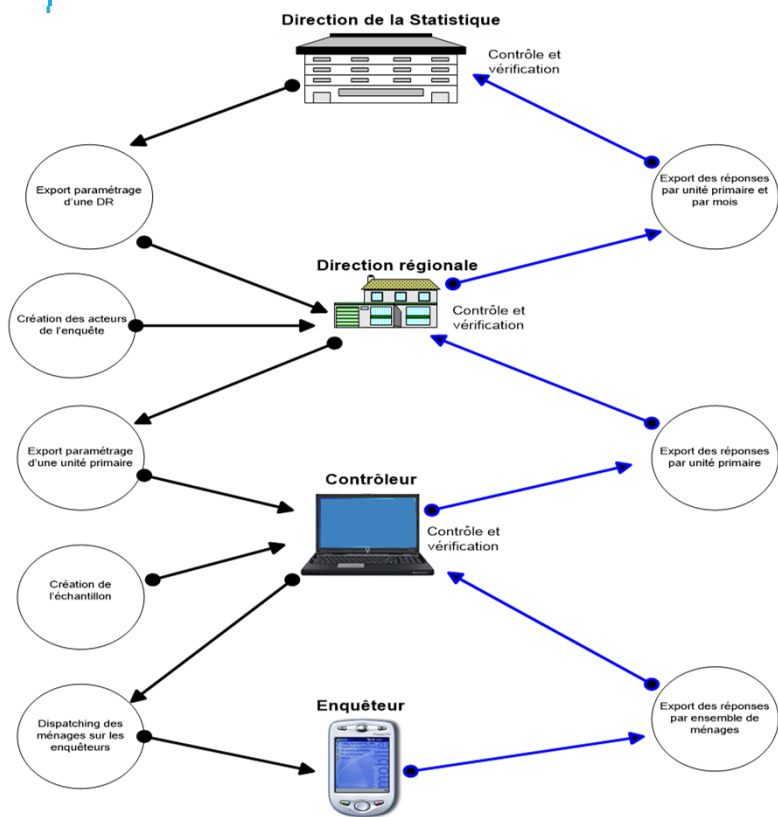 Direction de la Statistique
Contrôle et
vérification
Export paramétrage
d'une DR
Export des réponses
par unité primaire et
par mois
Direction régionale
Création des acteurs
de l'enquête
Contrôle et
vérification
Export paramétrage
d'une unité primaire
Export des réponses
par unité primaire
Contrôleur
Contrôle et
vérification
Création de
l'échantillon
Enquêteur
Dispatching des
ménages sur les
enquêteurs
Export des réponses
par ensemble de
ménages